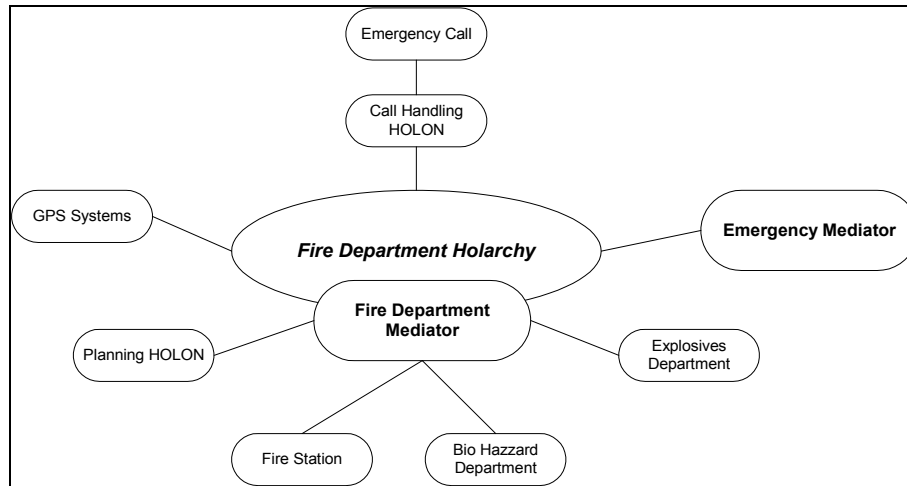 Emergency Call
Call Handling
HOLON
GPS Systems
Emergency Mediator
Fire Department Holarchy
Fire Department
Mediator
Planning HOLON
Explosives
Department
Fire Station
Bio Hazzard
Department